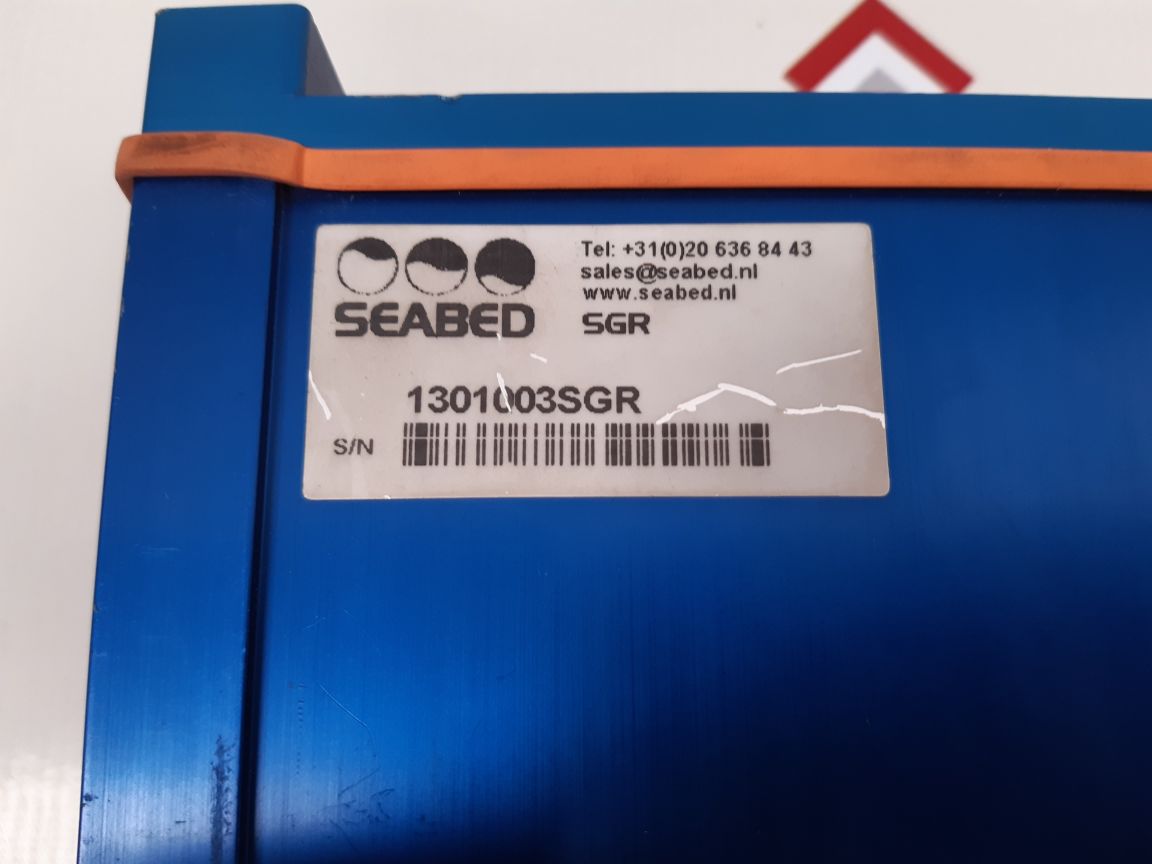 SEABED
Tel: +31(0)20 636 84 43
sales@seabed.nl
www.seabed.nl
SGR
1301003SGR
S/N